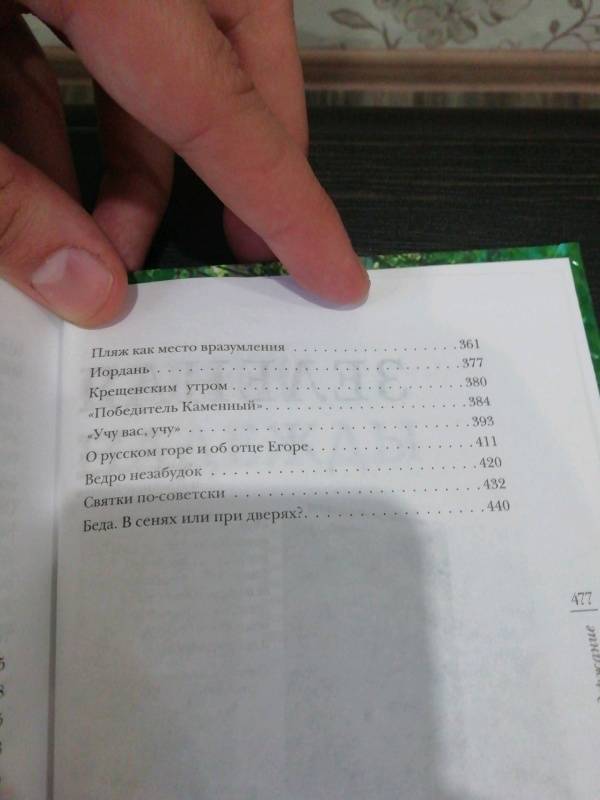 Пляж как место вразумления . . . . . . . . . . . . . . . . . .361
Иордань . . . . . . . . . . . . . . . . . . . . . . . . . . . . . . . .377
Крещенским утром . . . . . . . . . . . . . . . . . . . . . . . .380
«Победитель Каменный». . . . . . . . . . . . . . . . . . . . .384
«Учу вас, учу» . . . . . . . . . . . . . . . . . . . . . . . . . . . .393
О русском горе и об отце Егоре. . . . . . . . . . . . . . . .411
Ведро незабудок . . . . . . . . . . . . . . . . . . . . . . . . . .420
Святки по-советски . . . . . . . . . . . . . . . . . . . . . . . .432
Беда. В сенях или при дверях?. . . . . . . . . . . . . . . . .440
477